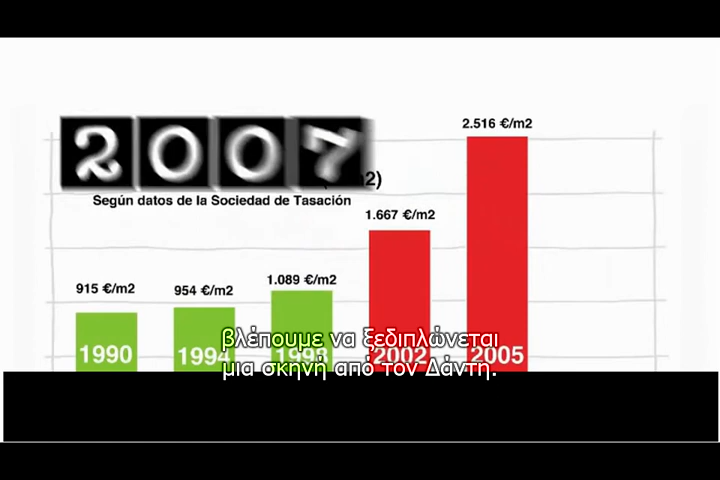 2007
2)
Según datos de la Sociedad de Tasación
915 €/m2
954 €/m2
1.089 €/m2
1.667 €/m2
2.516 €/m2
1990
1994
1998
2002
2005
βλέπουμε να ξεδιπλώνεται
μια σκηνή από τον Δάντη.